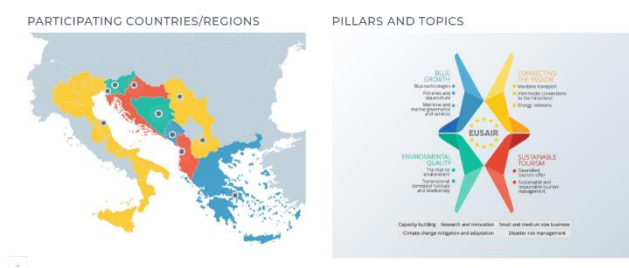 PARTICIPATING COUNTRIES/REGIONS
PILLARS AND TOPICS
BLUE
GROWTH
Blue technologies
Fisheries and
aquaculture
Maritime and
marine governance
and services
CONNECTING
THE REGION
Maritime transport
Intermodal connections
to the hinterland
Energy networks
EUSAIR
ENVIRONMENTAL
QUALITY
The marine
environment
Transnational
terrestrial habitats
and biodiversity
SUSTAINABLE
TOURISM
Diversified
tourism offer
Sustainable and
responsible tourism
management
Capacity building Research and innovation Small and medium size business
Climate change mitigation and adaptation Disaster risk management